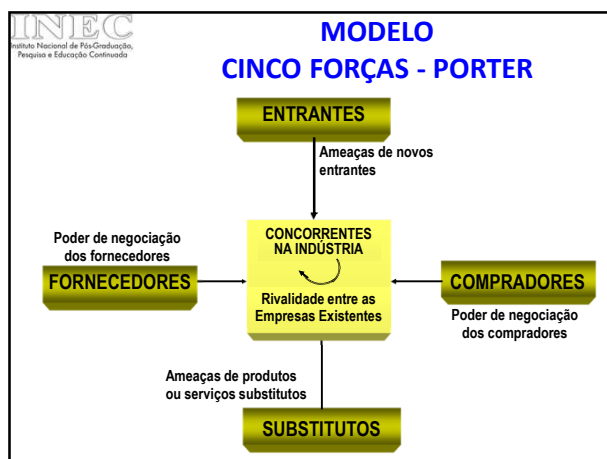 INEC
Instituto Nacional de Pós-Graduação,
Pesquisa e Educação Continuada
MODELO
CINCO FORÇAS - PORTER
ENTRANTES
Ameaças de novos
entrantes
Poder de negociação
dos fornecedores
FORNECEDORES
CONCORRENTES
NA INDÚSTRIA
Rivalidade entre as
Empresas Existentes
COMPRADORES
Poder de negociação
dos compradores
Ameaças de produtos
ou serviços substitutos
SUBSTITUTOS